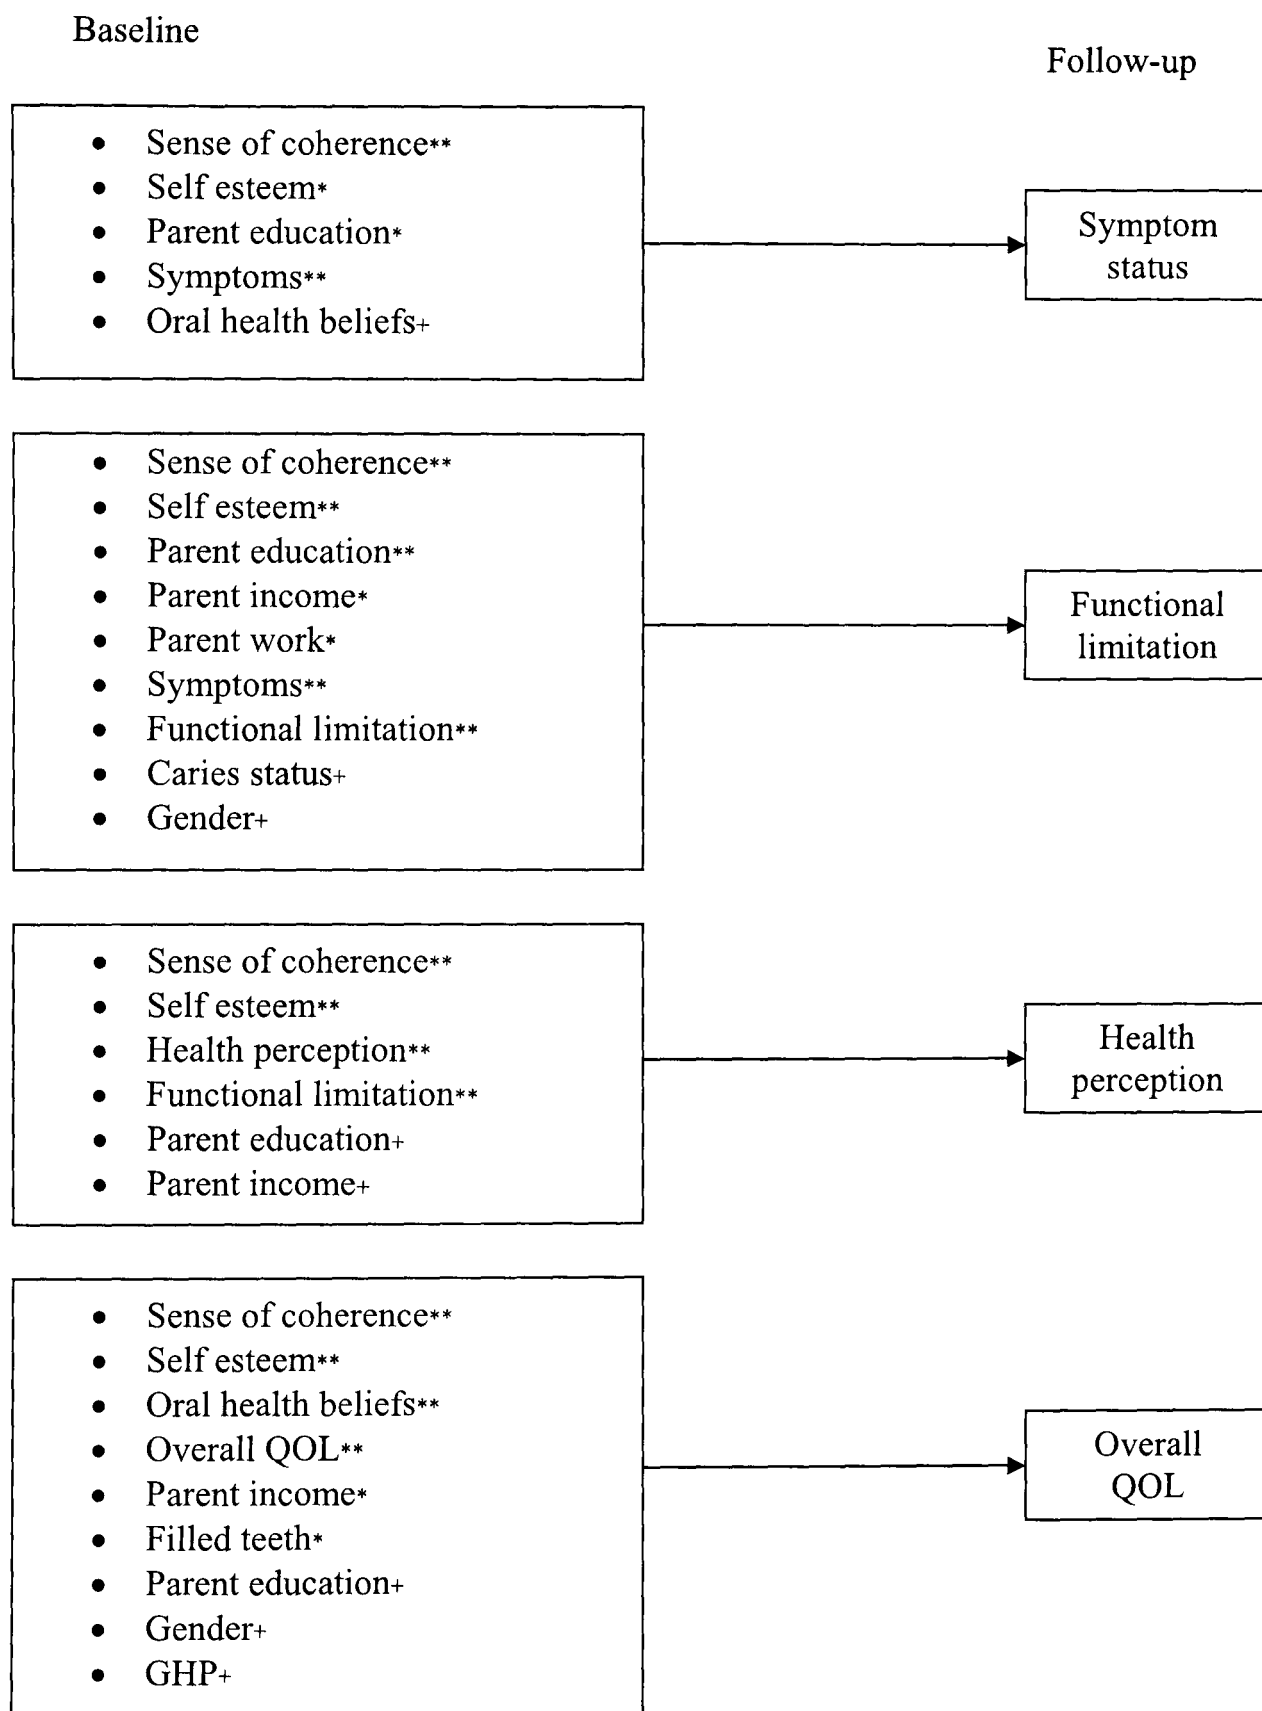 Baseline
Follow-up
• Sense of coherence**
• Self esteem*
• Parent education*
• Symptoms**
• Oral health beliefs+
Symptom
status
• Sense of coherence**
• Self esteem**
• Parent education**
• Parent income*
• Parent work*
• Symptoms**
• Functional limitation**
• Caries status+
• Gender+
Functional
limitation
• Sense of coherence**
• Self esteem**
• Health perception**
• Functional limitation**
• Parent education+
• Parent income+
Health
perception
• Sense of coherence**
• Self esteem**
• Oral health beliefs**
• Overall QOL**
• Parent income*
• Filled teeth*
• Parent education+
• Gender+
• GHP+
Overall
QOL